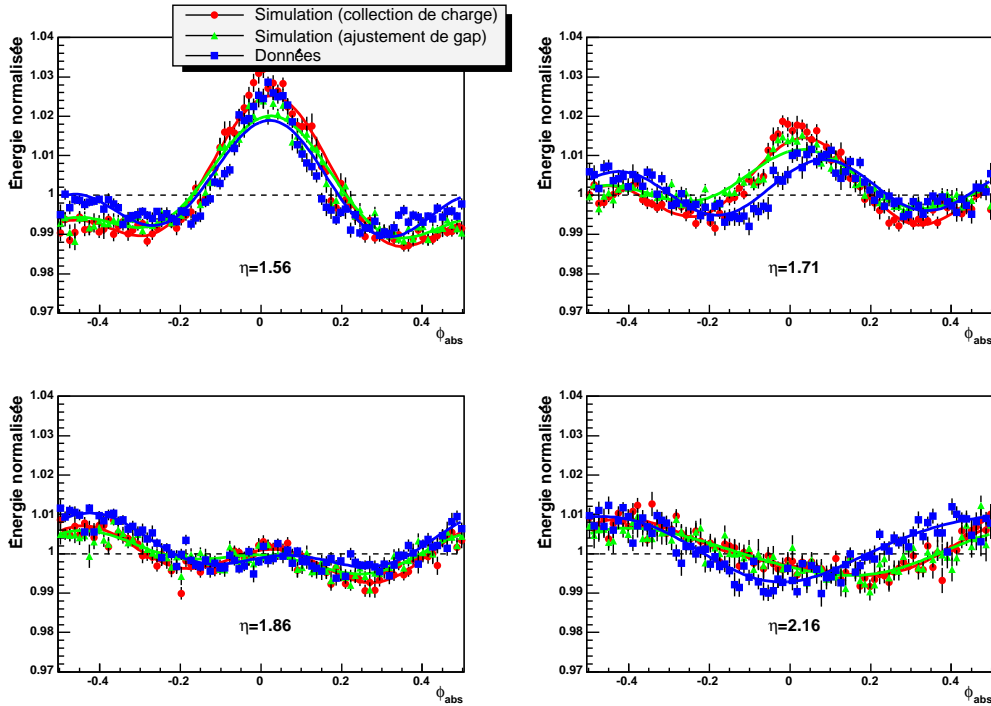 Simulation (collection de charge)
Simulation (ajustement de gap)
Données
Énergie normalisée
1.04
1.03
1.02
1.01
1
0.99
0.98
0.97
η=1.56
-0.4 -0.2 0 0.2 0.4
ϕabs
Énergie normalisée
1.04
1.03
1.02
1.01
1
0.99
0.98
0.97
η=1.71
-0.4 -0.2 0 0.2 0.4
ϕabs
Énergie normalisée
1.04
1.03
1.02
1.01
1
0.99
0.98
0.97
η=1.86
-0.4 -0.2 0 0.2 0.4
ϕabs
Énergie normalisée
1.04
1.03
1.02
1.01
1
0.99
0.98
0.97
η=2.16
-0.4 -0.2 0 0.2 0.4
ϕabs